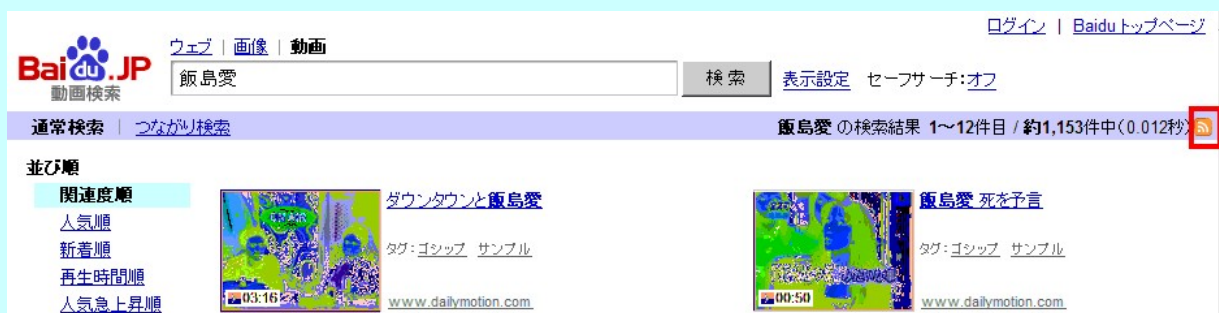 ログイン | Baiduトップページ
ウェブ | 画像 | 動画
Baidu.JP
動画検索
飯島愛
検索
表示設定 セーフサーチ:オフ
通常検索 | つながり検索
飯島愛 の検索結果 1〜12件目 / 約1,153件中(0.012秒)
並び順
関連度順
人気順
新着順
再生時間順
人気急上昇順
ダウンタウンと飯島愛
タグ:ゴシップ サンプル
03:16
www.dailymotion.com
飯島愛 死を予言
タグ:ゴシップ サンプル
00:50
www.dailymotion.com